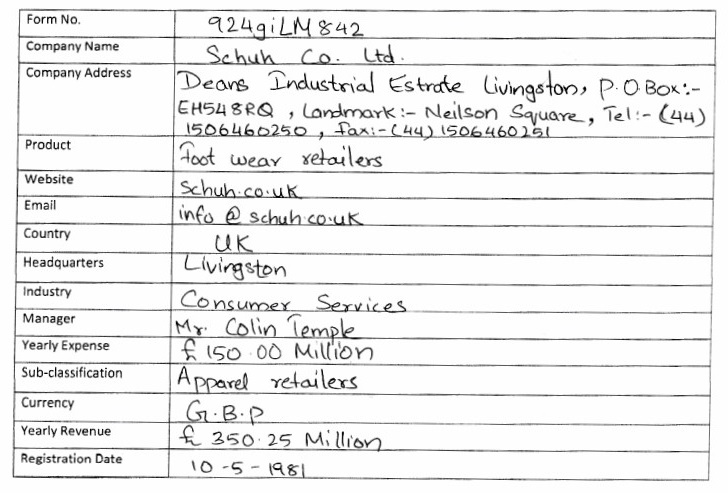 Form No. 924giLM842
Company Name Schuh Co. Ltd.
Company Address Deans Industrial Estrate Livingston, P.O.Box:-
EH548RQ, Landmark:- Neilson Square, Tel:- (44)
1506460250, fax:- (44) 1506460251
Product foot wear retailers
Website schuh.co.uk
Email info @ schuh.co.uk
Country UK
Headquarters Livingston
Industry Consumer Services
Manager Mr. Colin Temple
Yearly Expense £ 150.00 Million
Sub-classification Apparel retailers
Currency G.B.P
Yearly Revenue £ 350.25 Million
Registration Date 10-5-1981